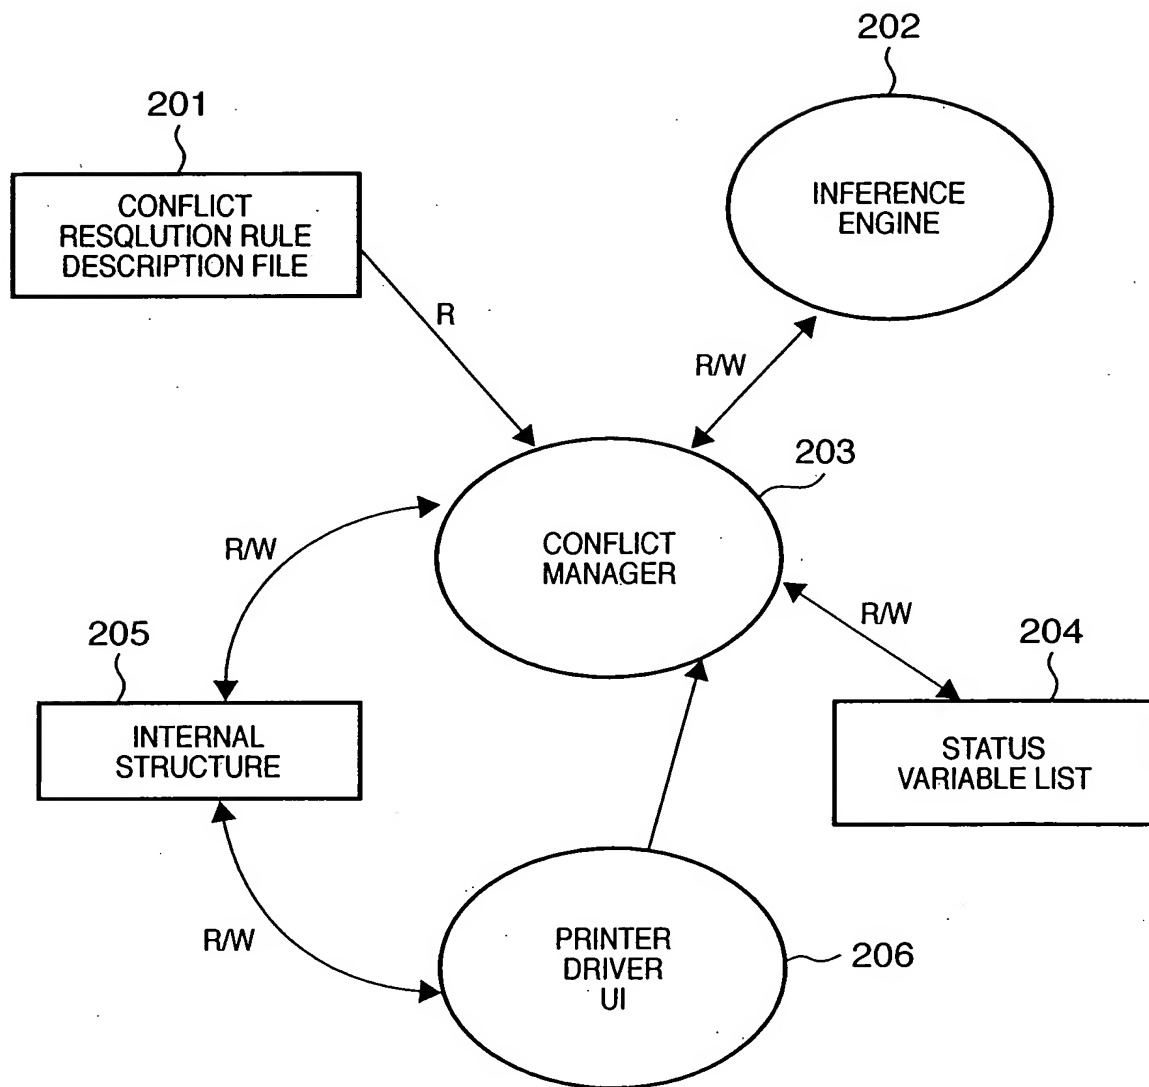 202
201
CONFLICT
RESQLUTION RULE
DESCRIPTION FILE
INFERENCE
ENGINE
R
R/W
203
CONFLICT
MANAGER
R/W
R/W
205
204
INTERNAL
STRUCTURE
STATUS
VARIABLE LIST
R/W
PRINTER
DRIVER
UI
206